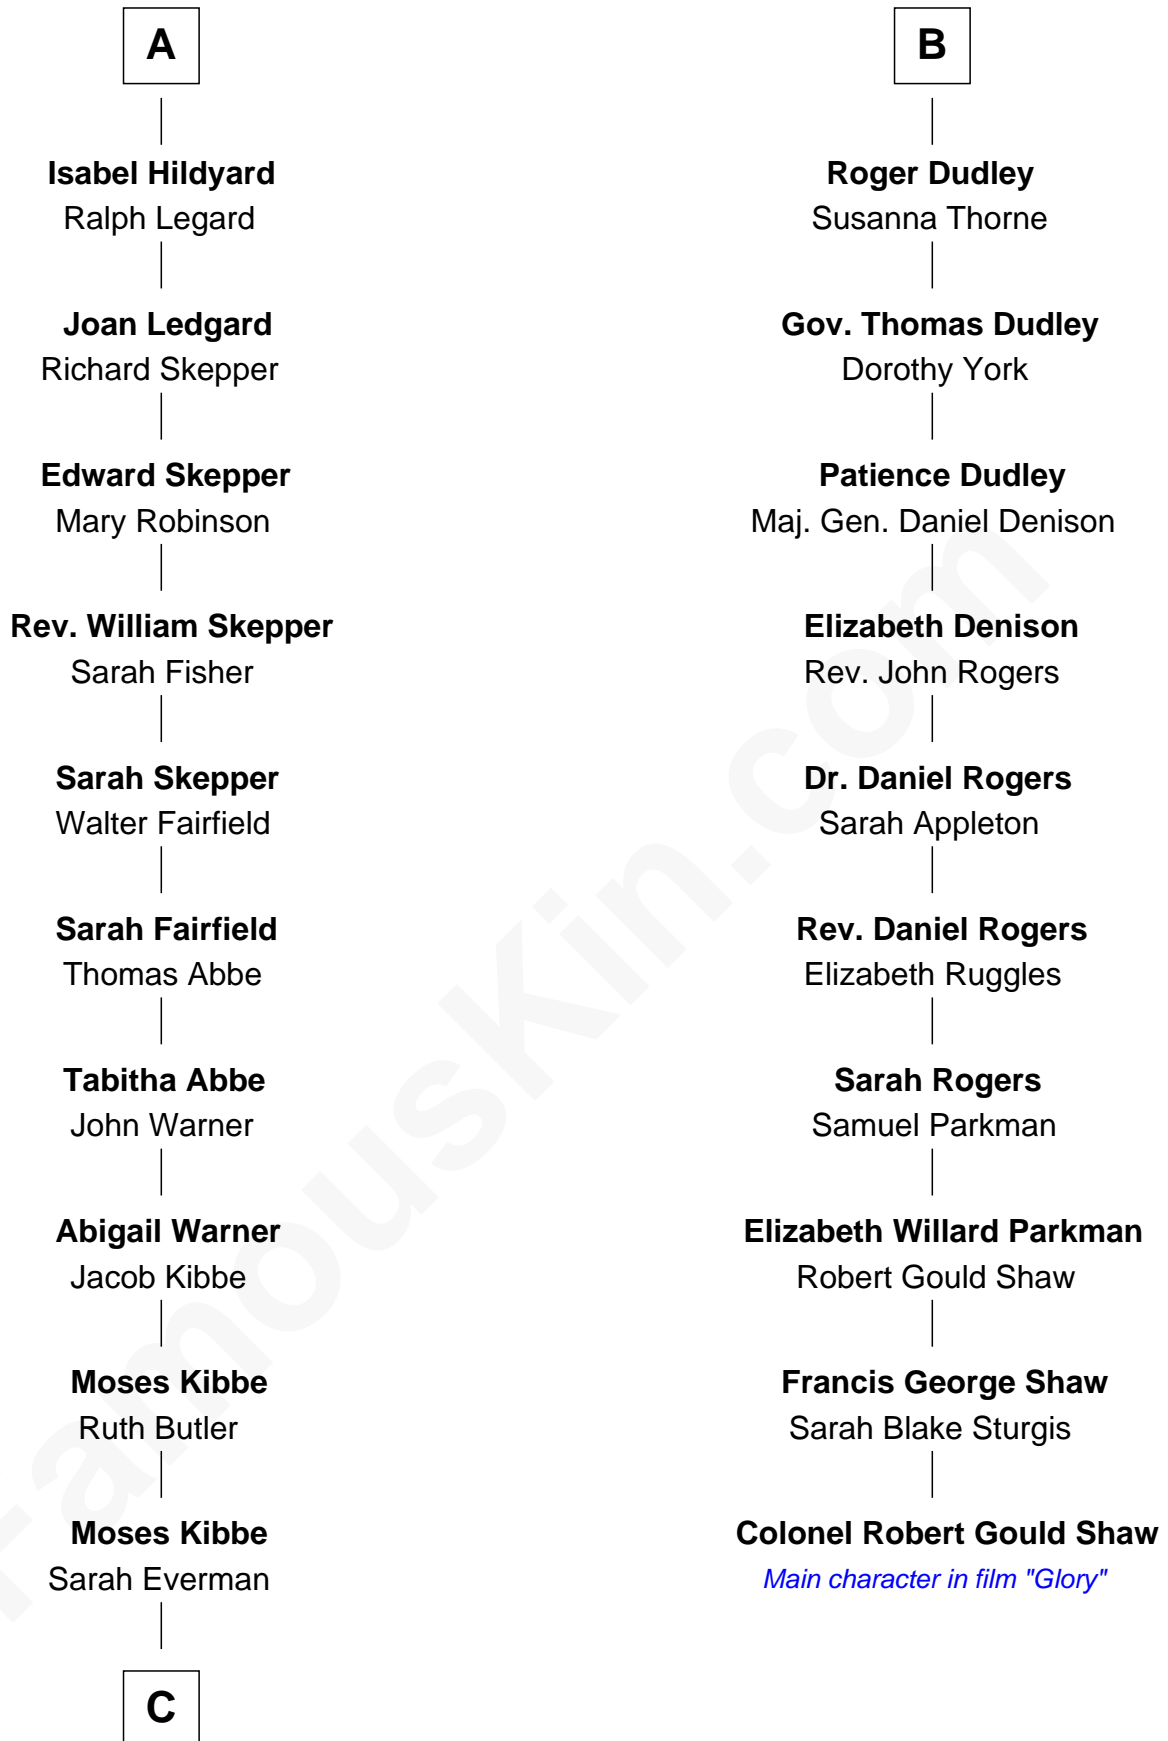 A
Isabel Hildyard
Ralph Legard
Joan Ledgard
Richard Skepper
Edward Skepper
Mary Robinson
Rev. William Skepper
Sarah Fisher
Sarah Skepper
Walter Fairfield
Sarah Fairfield
Thomas Abbe
Tabitha Abbe
John Warner
Abigail Warner
Jacob Kibbe
Moses Kibbe
Ruth Butler
Moses Kibbe
Sarah Everman
C
B
Roger Dudley
Susanna Thorne
Gov. Thomas Dudley
Dorothy York
Patience Dudley
Maj. Gen. Daniel Denison
Elizabeth Denison
Rev. John Rogers
Dr. Daniel Rogers
Sarah Appleton
Rev. Daniel Rogers
Elizabeth Ruggles
Sarah Rogers
Samuel Parkman
Elizabeth Willard Parkman
Robert Gould Shaw
Francis George Shaw
Sarah Blake Sturgis
Colonel Robert Gould Shaw
Main character in film "Glory"
FamousKin.com